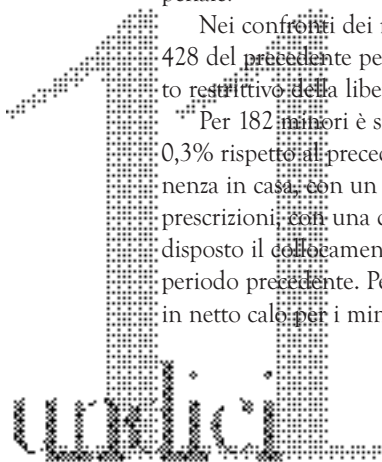 penale.
Nei confronti dei
428 del precedente pe
to restrittivo della libe
Per 182 minori è s
0,3% rispetto al preced
nenza in casa, con un
prescrizioni, con una
disposto il collocamen
periodo precedente. Pe
in netto calo per i min
11
undici